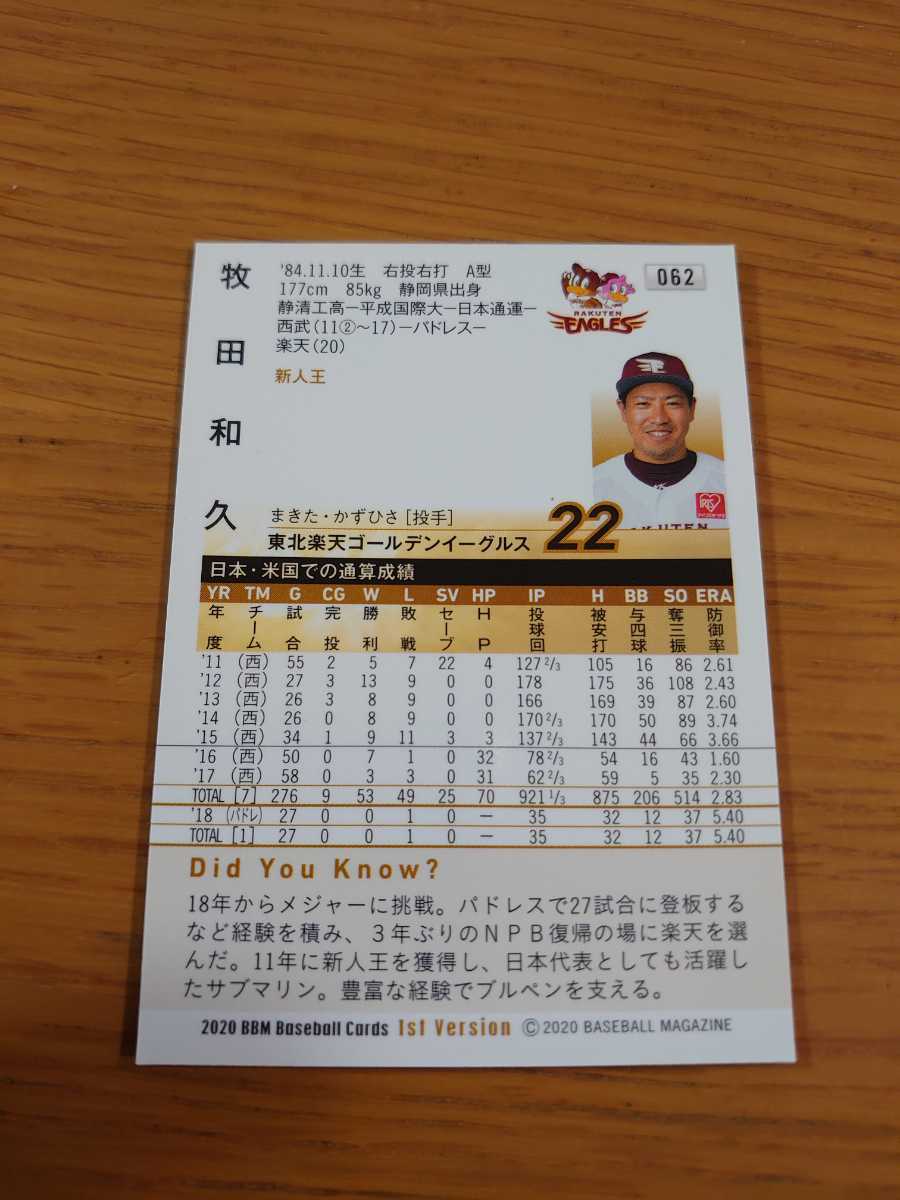 牧田和久
'84.11.10生 右投右打 A型
177cm 85kg 静岡県出身
静清工高ー平成国際大ー日本通運ー
西武(11②〜17)ーパドレスー
楽天(20)
新人王
RAKUTEN
EAGLES
062
IRIS
RAKUTEN
まきた・かずひさ [投手]
東北楽天ゴールデンイーグルス 22
日本・米国での通算成績
YR TM G CG W L SV HP IP H BB SO ERA
年度 チーム 試合 完投 勝利 敗戦 セーブ HP 投球回 被安打 与四球 奪三振 防御率
'11 (西) 55 2 5 7 22 4 127 2/3 105 16 86 2.61
'12 (西) 27 3 13 9 0 0 178 175 36 108 2.43
'13 (西) 26 3 8 9 0 0 166 169 39 87 2.60
'14 (西) 26 0 8 9 0 0 170 2/3 170 50 89 3.74
'15 (西) 34 1 9 11 3 3 137 2/3 143 44 66 3.66
'16 (西) 50 0 7 1 0 32 78 2/3 54 16 43 1.60
'17 (西) 58 0 3 3 0 31 62 2/3 59 5 35 2.30
TOTAL [7] 276 9 53 49 25 70 921 1/3 875 206 514 2.83
'18 (パドレ) 27 0 0 1 0 ー 35 32 12 37 5.40
TOTAL [1] 27 0 0 1 0 ー 35 32 12 37 5.40
Did You Know?
18年からメジャーに挑戦。パドレスで27試合に登板する
など経験を積み、3年ぶりのNPB復帰の場に楽天を選
んだ。11年に新人王を獲得し、日本代表としても活躍し
たサブマリン。豊富な経験でブルペンを支える。
2020 BBM Baseball Cards 1st Version ©2020 BASEBALL MAGAZINE